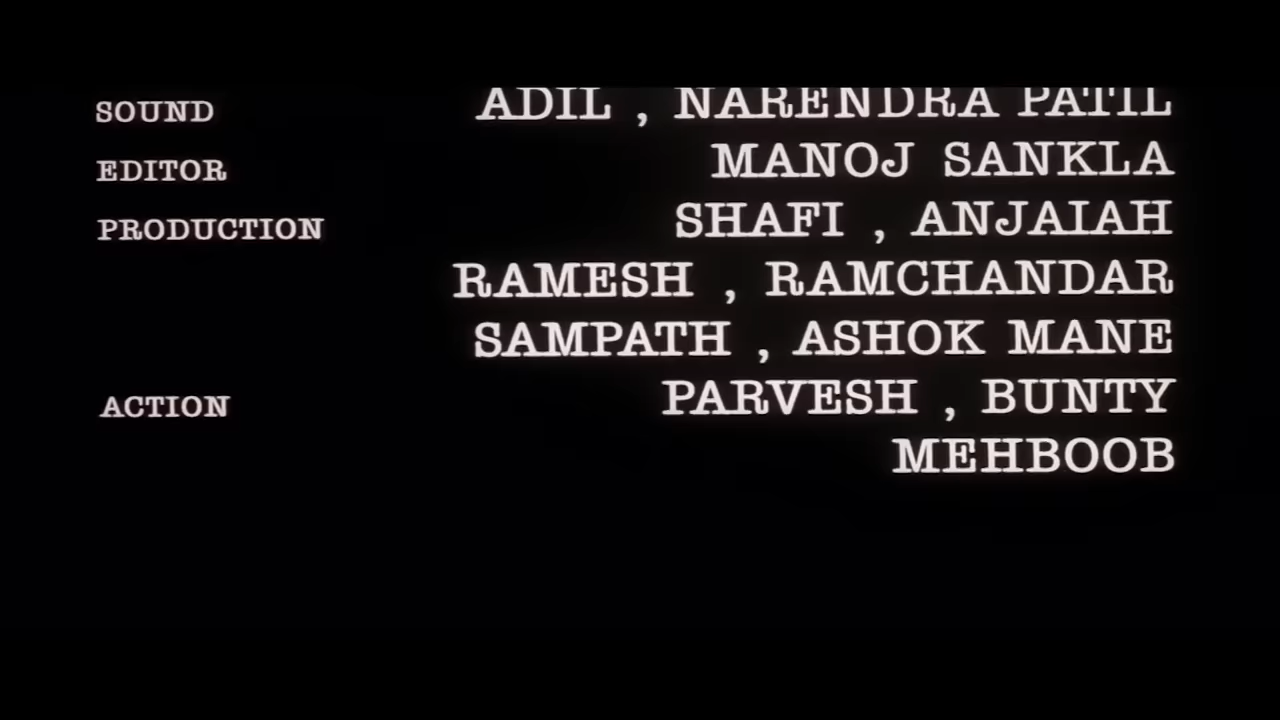 SOUND ADIL , NARENDRA PATIL
EDITOR MANOJ SANKLA
PRODUCTION SHAFI , ANJAIAH
RAMESH , RAMCHANDAR
SAMPATH , ASHOK MANE
ACTION PARVESH , BUNTY
MEHBOOB